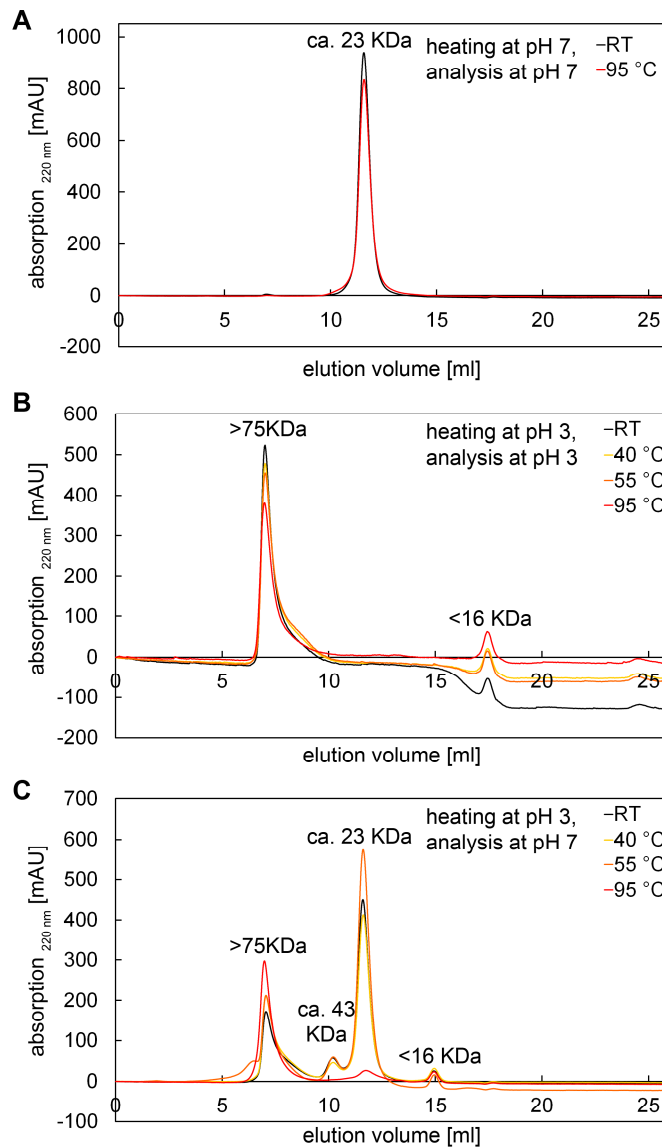 A
1000
800
600
400
200
0
-200
absorption 220 nm [mAU]
ca. 23 KDa
heating at pH 7,
analysis at pH 7
–RT
–95 °C
0 5 10 15 20 25
elution volume [ml]
B
600
500
400
300
200
100
0
-100
-200
absorption 220 nm [mAU]
>75KDa
heating at pH 3,
analysis at pH 3
–RT
–40 °C
–55 °C
–95 °C
<16 KDa
0 5 10 15 20 25
elution volume [ml]
C
700
600
500
400
300
200
100
0
-100
absorption 220 nm [mAU]
heating at pH 3,
analysis at pH 7
–RT
–40 °C
–55 °C
–95 °C
ca. 23 KDa
>75KDa
ca. 43
KDa
<16 KDa
0 5 10 15 20 25
elution volume [ml]